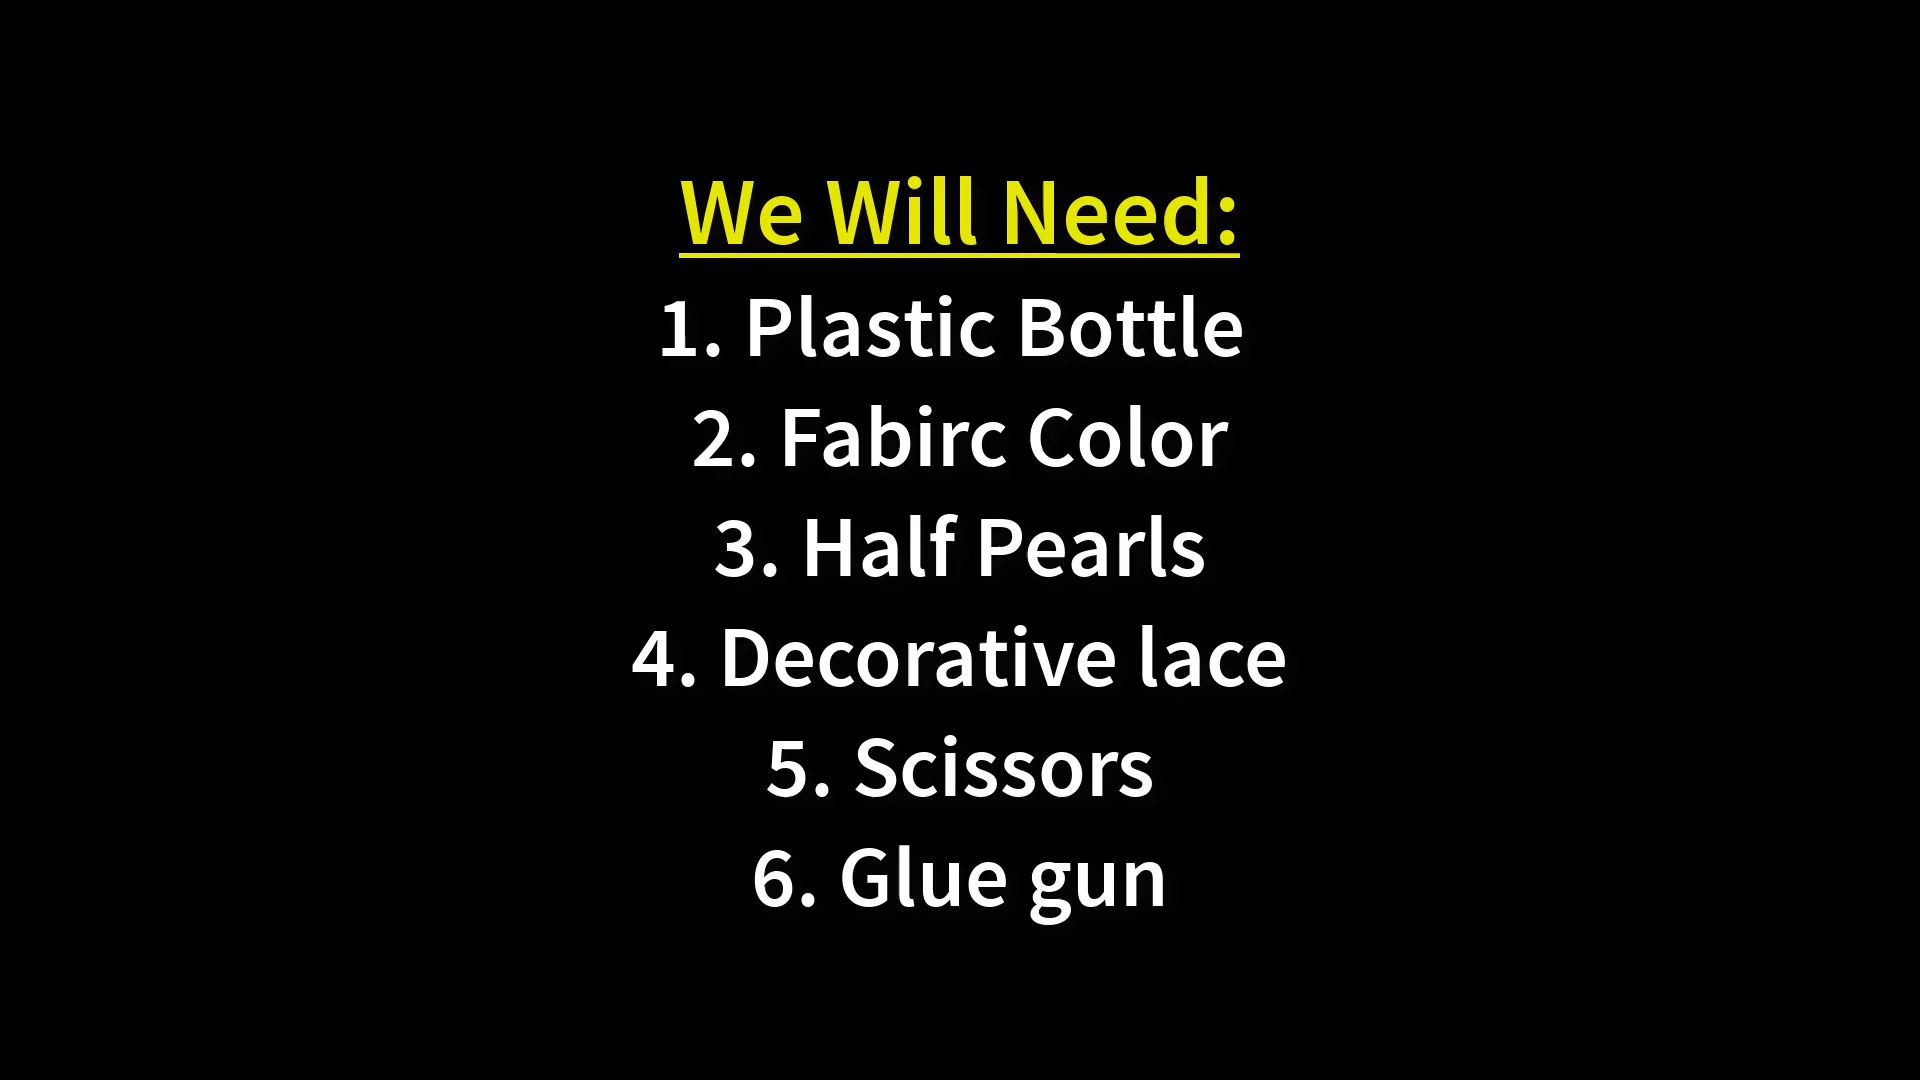 We Will Need:
1. Plastic Bottle
2. Fabirc Color
3. Half Pearls
4. Decorative lace
5. Scissors
6. Glue gun